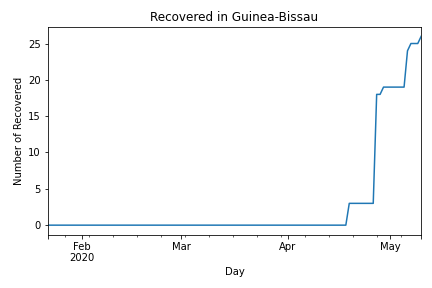 Recovered in Guinea-Bissau
Number of Recovered
25
20
15
10
5
0
Feb
2020
Mar
Apr
May
Day